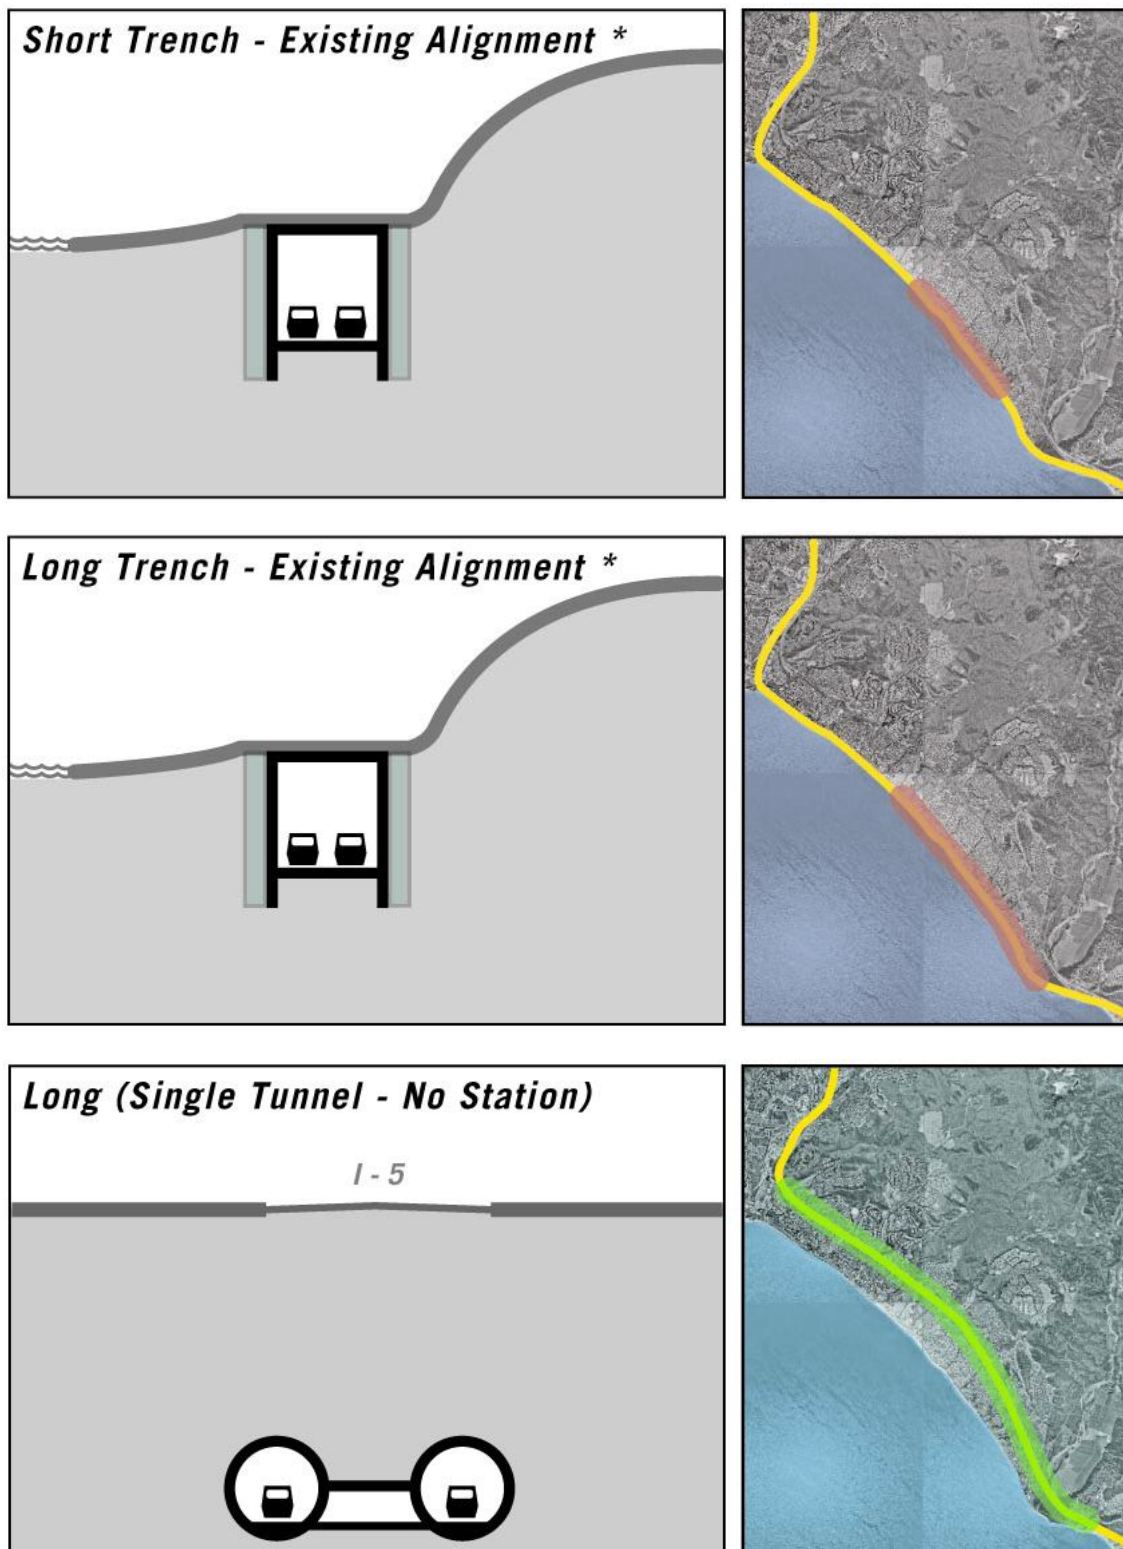 Short Trench - Existing Alignment *
Long Trench - Existing Alignment *
Long (Single Tunnel - No Station)
I - 5